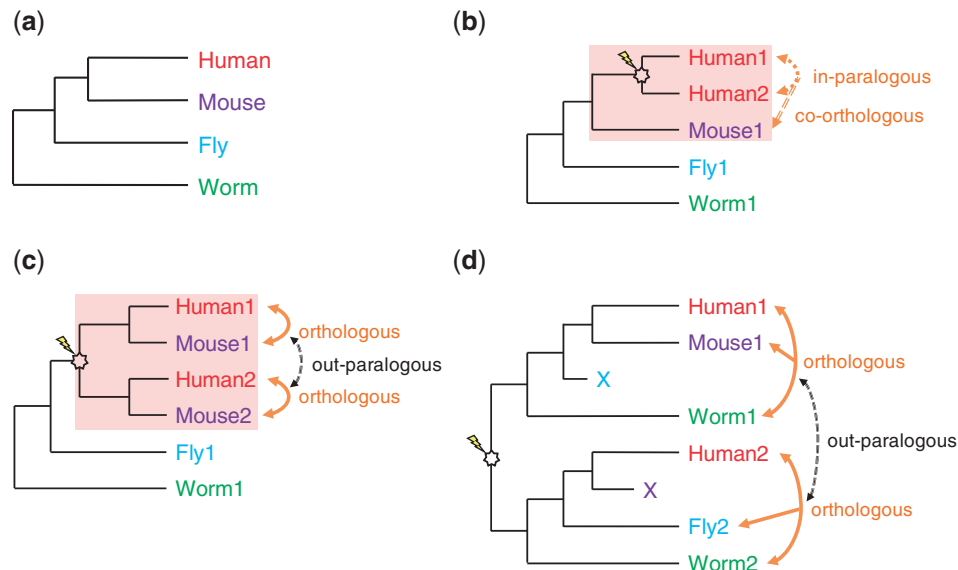 (a)
Human
Mouse
Fly
Worm
(b)
Human1
Human2
Mouse1
Fly1
Worm1
in-paralogous
co-orthologous
(c)
Human1
Mouse1
Human2
Mouse2
Fly1
Worm1
orthologous
out-paralogous
orthologous
(d)
Human1
Mouse1
X
Worm1
Human2
X
Fly2
Worm2
orthologous
out-paralogous
orthologous